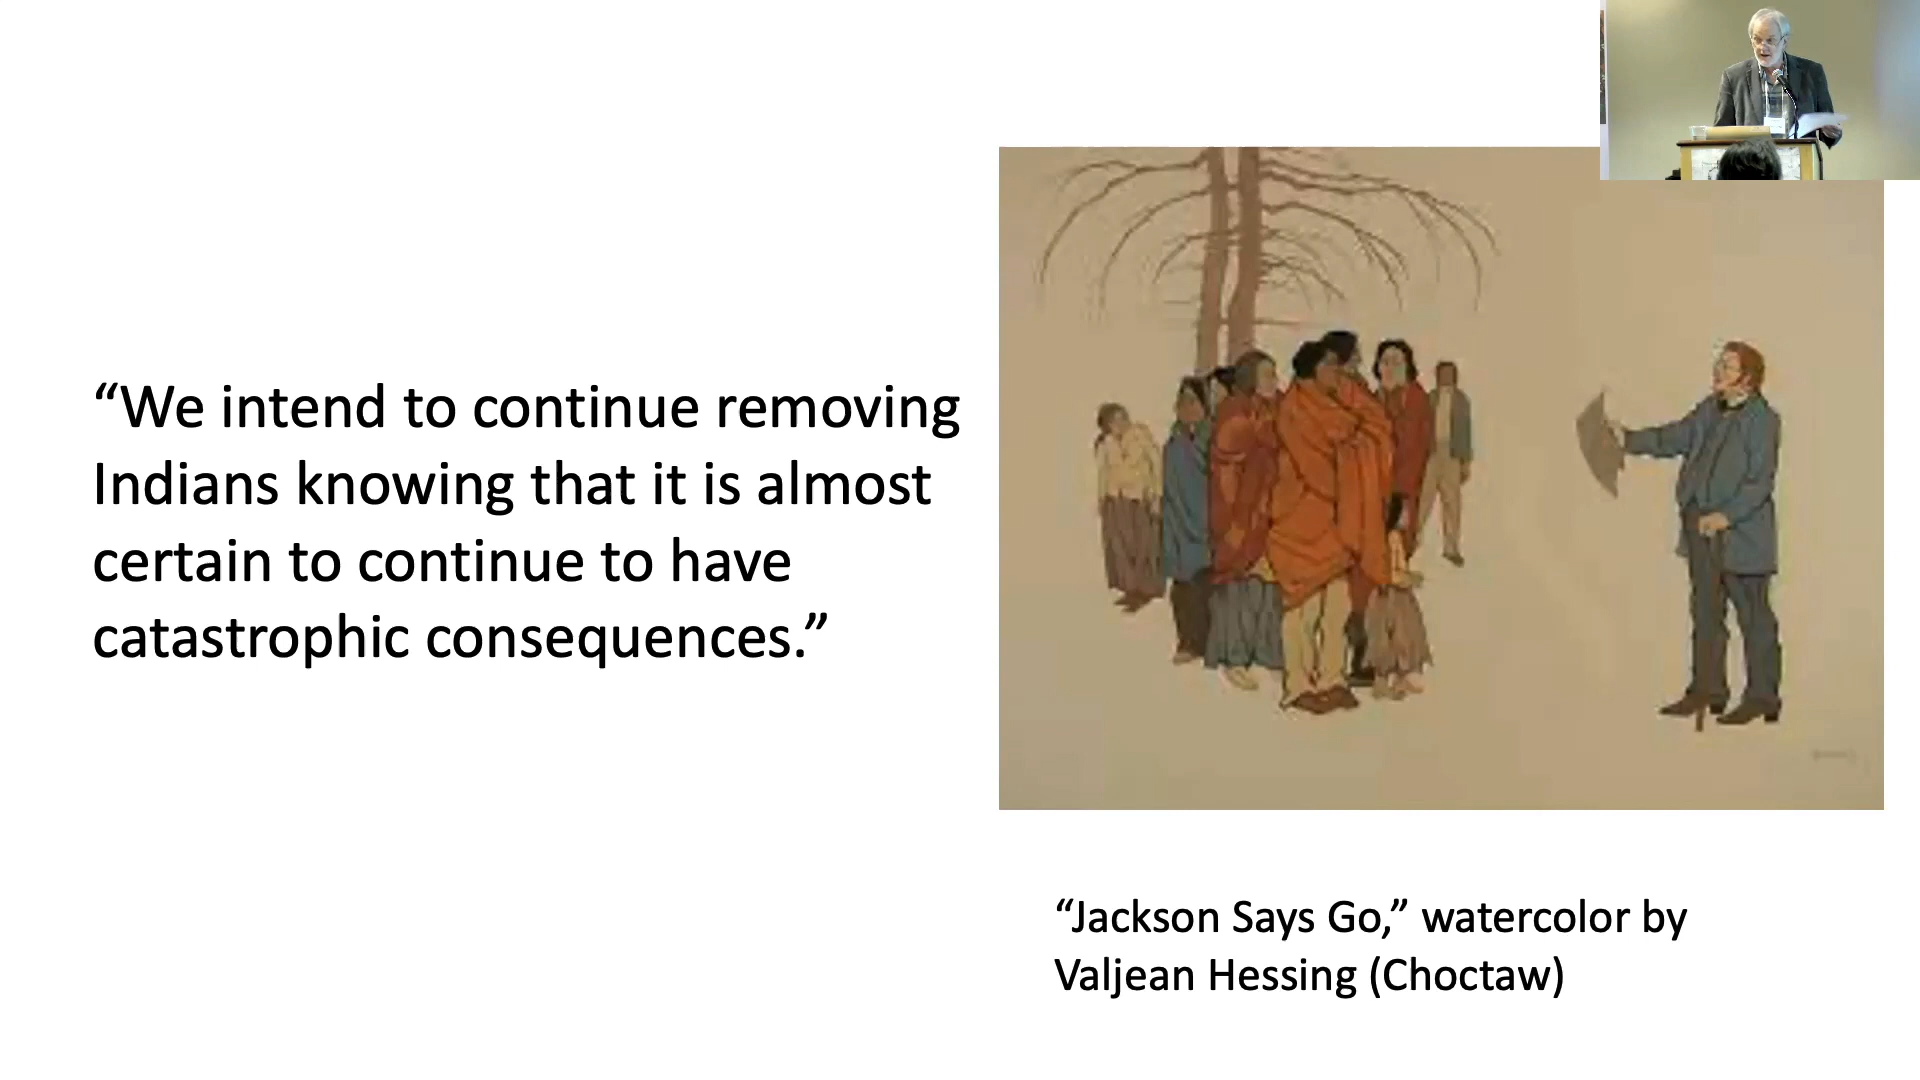 “We intend to continue removing
Indians knowing that it is almost
certain to continue to have
catastrophic consequences.”
“Jackson Says Go,” watercolor by
Valjean Hessing (Choctaw)